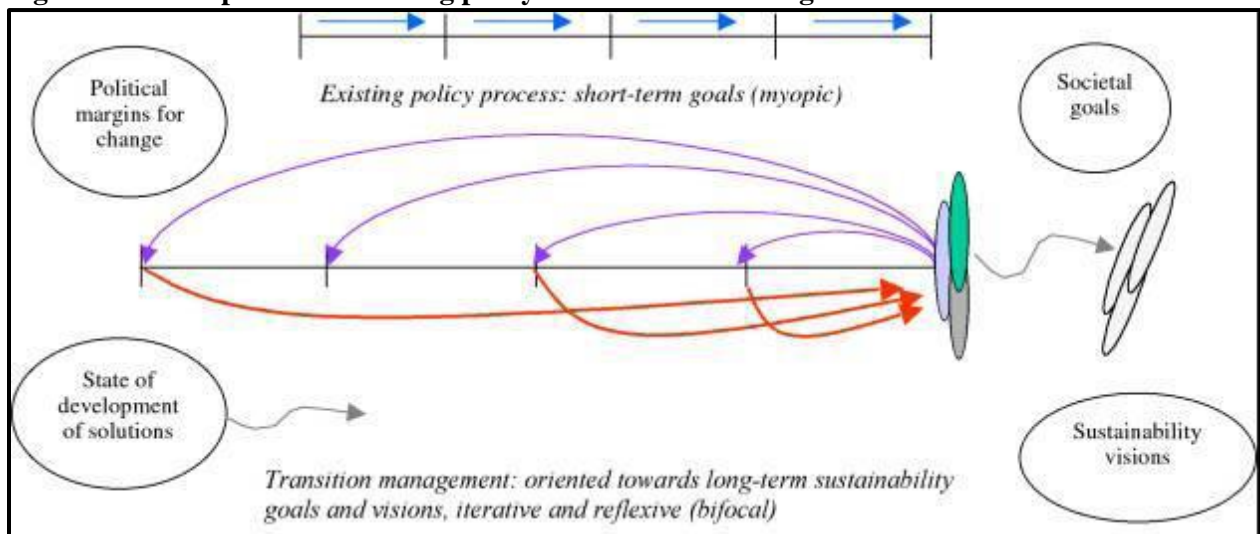 Political
margins for
change
Existing policy process: short-term goals (myopic)
Societal
goals
State of
development
of solutions
Transition management: oriented towards long-term sustainability
goals and visions, iterative and reflexive (bifocal)
Sustainability
visions